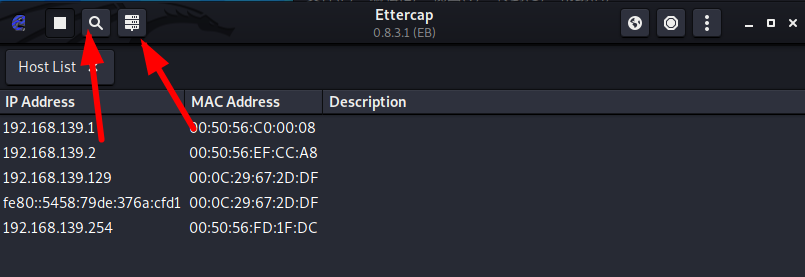 Ettercap
0.8.3.1 (EB)
Host List
IP Address MAC Address Description
192.168.139.1 00:50:56:C0:00:08
192.168.139.2 00:50:56:EF:CC:A8
192.168.139.129 00:0C:29:67:2D:DF
fe80::5458:79de:376a:cfd1 00:0C:29:67:2D:DF
192.168.139.254 00:50:56:FD:1F:DC